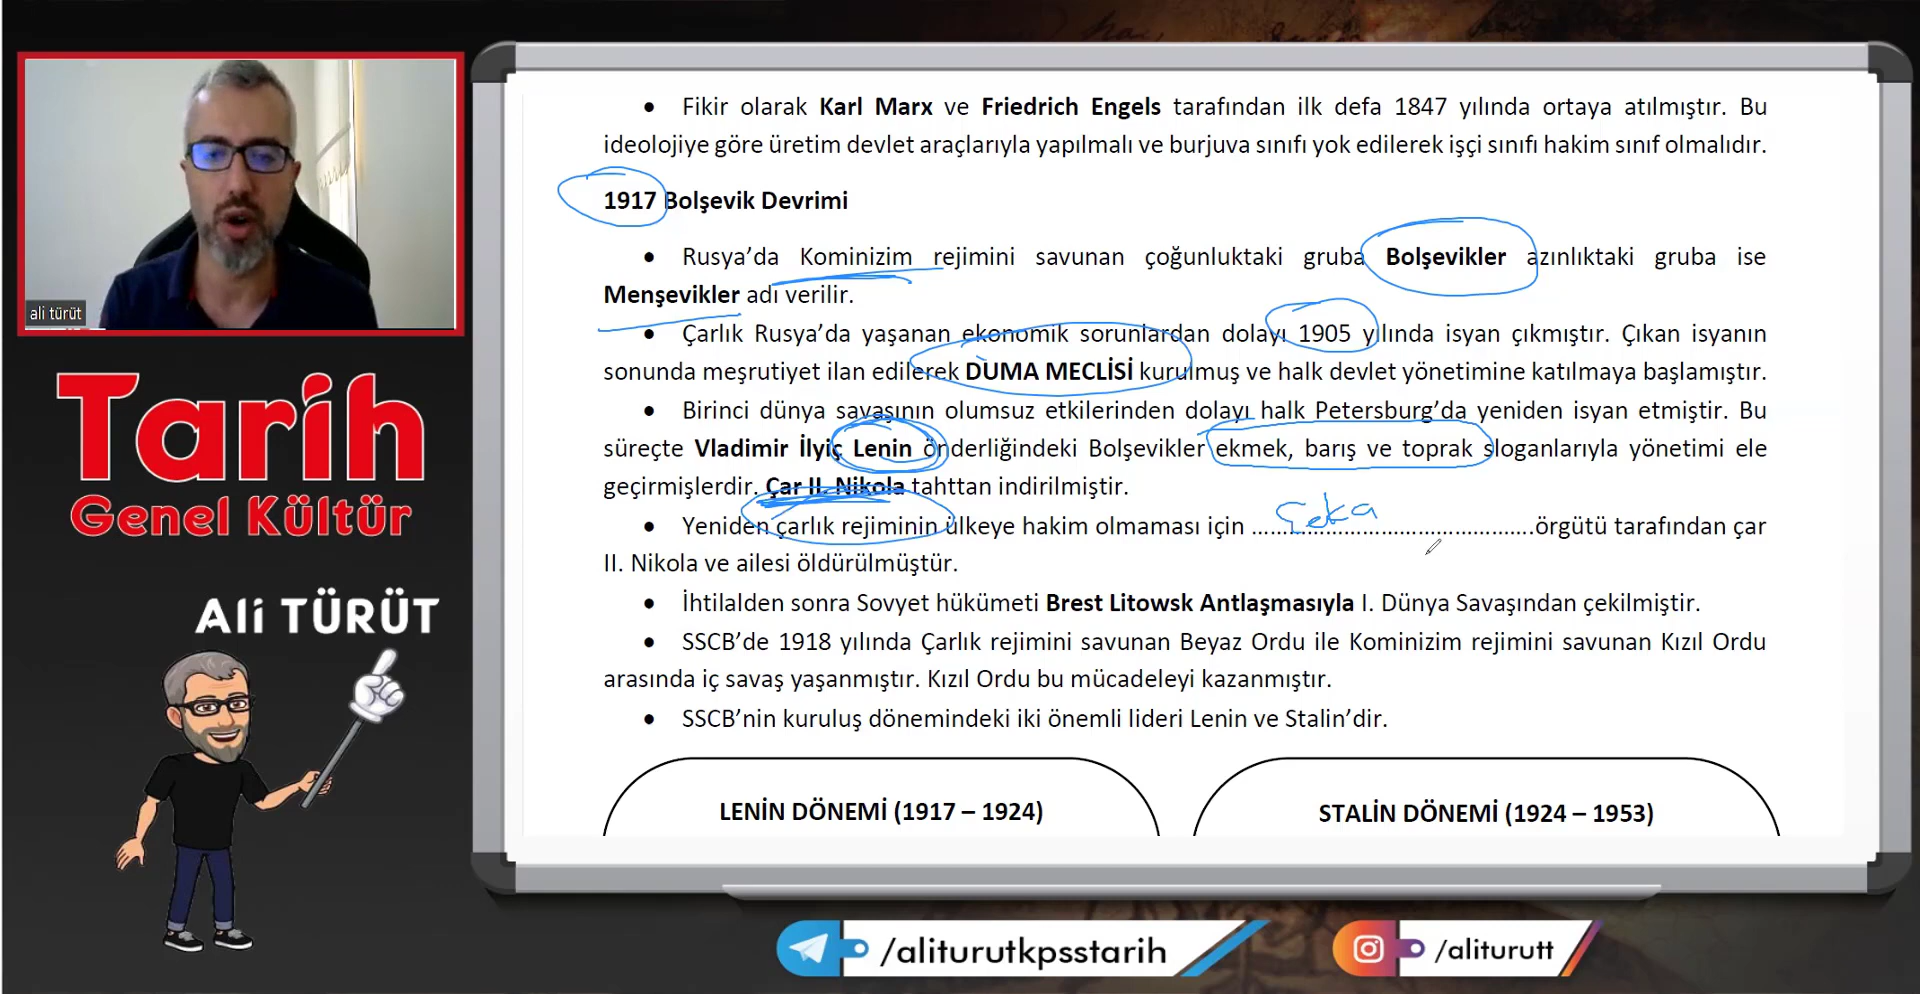 • Fikir olarak Karl Marx ve Friedrich Engels tarafından ilk defa 1847 yılında ortaya atılmıştır. Bu
ideolojiye göre üretim devlet araçlarıyla yapılmalı ve burjuva sınıfı yok edilerek işçi sınıfı hakim sınıf olmalıdır.
1917 Bolşevik Devrimi
• Rusya’da Kominizim rejimini savunan çoğunluktaki gruba Bolşevikler azınlıktaki gruba ise
Menşevikler adı verilir.
• Çarlık Rusya’da yaşanan ekonomik sorunlardan dolayı 1905 yılında isyan çıkmıştır. Çıkan isyanın
sonunda meşrutiyet ilan edilerek DUMA MECLİSİ kurulmuş ve halk devlet yönetimine katılmaya başlamıştır.
• Birinci dünya savaşının olumsuz etkilerinden dolayı halk Petersburg’da yeniden isyan etmiştir. Bu
süreçte Vladimir İlyiç Lenin önderliğindeki Bolşevikler ekmek, barış ve toprak sloganlarıyla yönetimi ele
geçirmişlerdir. Çar II. Nikola tahttan indirilmiştir.
• Yeniden çarlık rejiminin ülkeye hakim olmaması için ........Çeka........örgütü tarafından çar
II. Nikola ve ailesi öldürülmüştür.
• İhtilalden sonra Sovyet hükümeti Brest Litowsk Antlaşmasıyla I. Dünya Savaşından çekilmiştir.
• SSCB’de 1918 yılında Çarlık rejimini savunan Beyaz Ordu ile Kominizim rejimini savunan Kızıl Ordu
arasında iç savaş yaşanmıştır. Kızıl Ordu bu mücadeleyi kazanmıştır.
• SSCB’nin kuruluş dönemindeki iki önemli lideri Lenin ve Stalin’dir.
LENİN DÖNEMİ (1917 – 1924)
STALİN DÖNEMİ (1924 – 1953)
ali türüt
Tarih
Genel Kültür
Ali TÜRÜT
/aliturutkpsstarih
/aliturutt